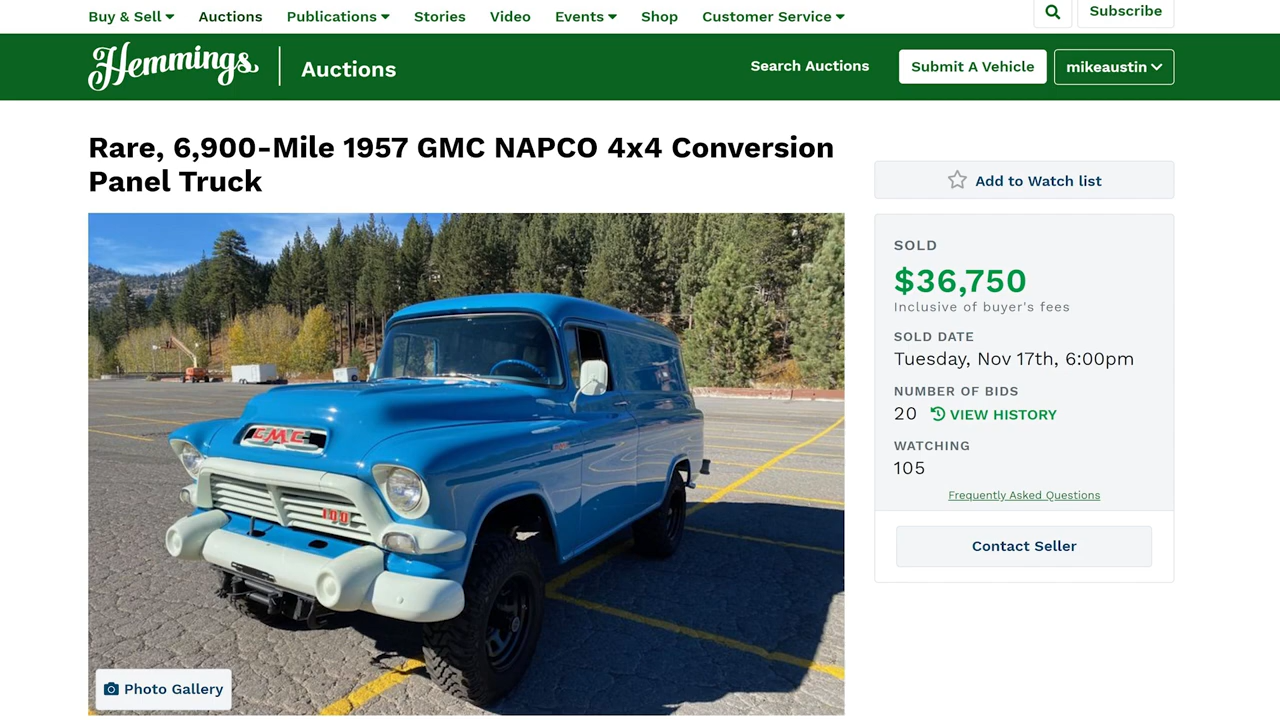 Buy & Sell Auctions Publications Stories Video Events Shop Customer Service Subscribe
Hemmings Auctions Search Auctions Submit A Vehicle mikeaustin
Rare, 6,900-Mile 1957 GMC NAPCO 4x4 Conversion
Panel Truck
Add to Watch list
SOLD
$36,750
Inclusive of buyer's fees
SOLD DATE
Tuesday, Nov 17th, 6:00pm
NUMBER OF BIDS
20 VIEW HISTORY
WATCHING
105
Frequently Asked Questions
Contact Seller
GMC
100
Photo Gallery